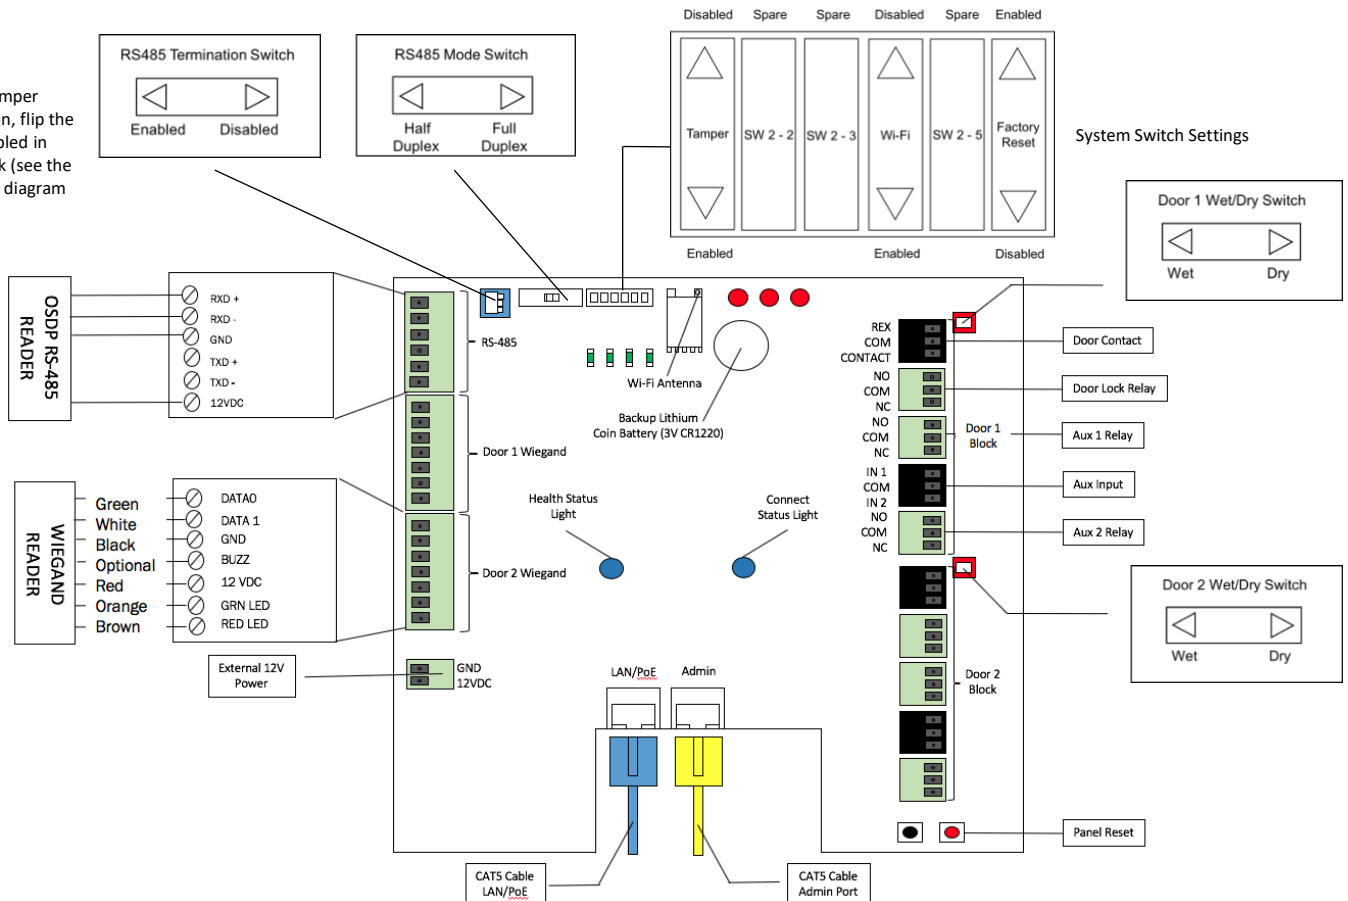 Disabled Spare Spare Disabled Spare Enabled
Tamper SW 2 - 2 SW 2 - 3 Wi-Fi SW 2 - 5 Factory
Reset
Enabled Enabled Disabled
System Switch Settings
RS485 Termination Switch
Enabled Disabled
RS485 Mode Switch
Half Full
Duplex Duplex
flip the
in
(see the
diagram
Door 1 Wet/Dry Switch
Wet Dry
OSDP RS-485
READER
RXD +
RXD -
GND
TXD +
TXD -
12VDC
RS-485
Wi-Fi Antenna
Backup Lithium
Coin Battery (3V CR1220)
Door 1 Wiegand
Door 2 Wiegand
WIEGAND
READER
Green
White
Black
Optional
Red
Orange
Brown
DATA0
DATA 1
GND
BUZZ
12 VDC
GRN LED
RED LED
Health Status
Light
Connect
Status Light
External 12V
Power
GND
12VDC
LAN/PoE Admin
REX
COM
CONTACT
NO
COM
NC
NO
COM
NC
IN 1
COM
IN 2
NO
COM
NC
Door 1
Block
Door Contact
Door Lock Relay
Aux 1 Relay
Aux Input
Aux 2 Relay
Door 2 Wet/Dry Switch
Wet Dry
Door 2
Block
Panel Reset
CAT5 Cable
LAN/PoE
CAT5 Cable
Admin Port